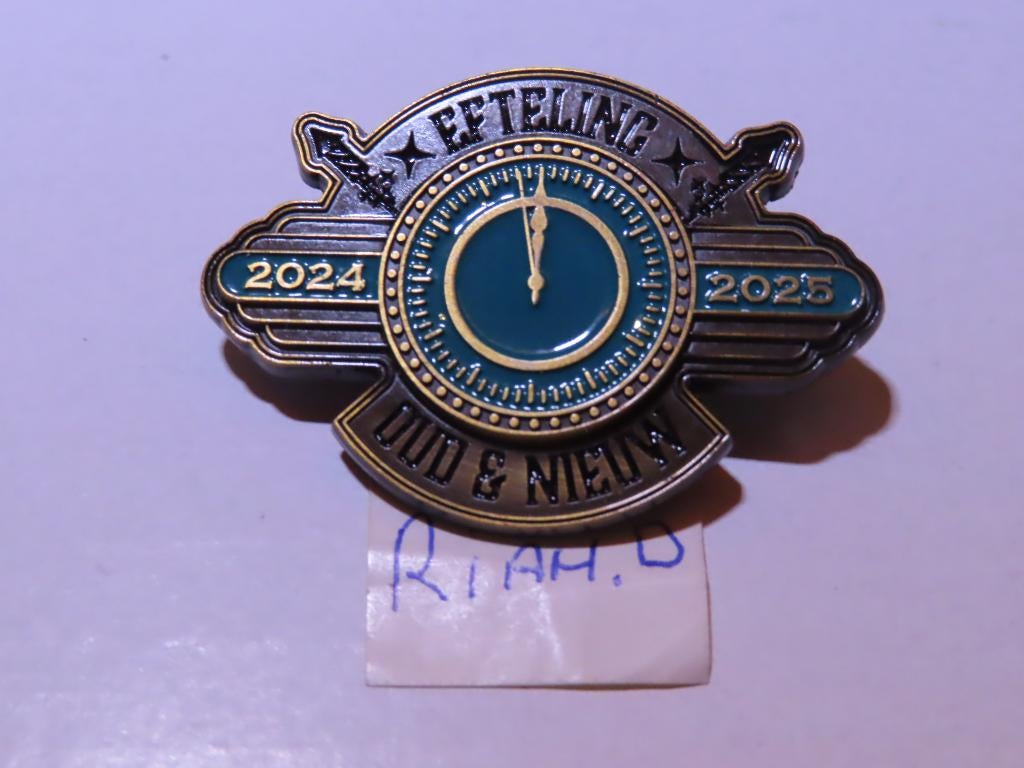 EFTELING
2024 2025
OUD & NIEUW
RIAH.D